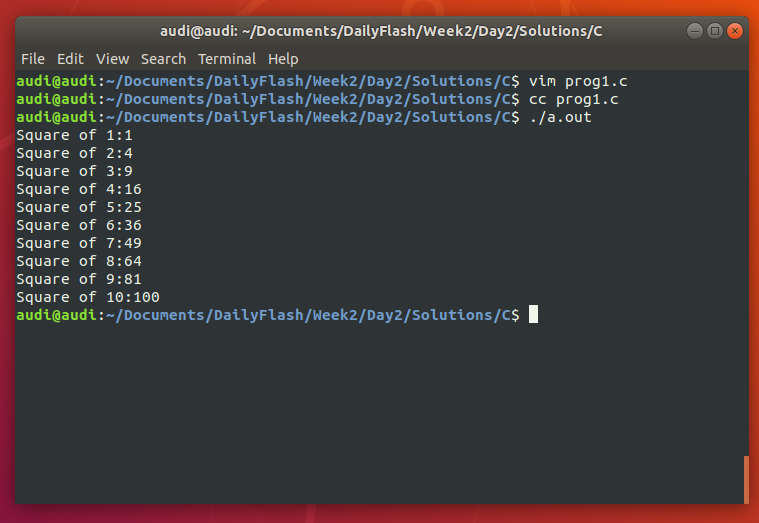 audi@audi: ~/Documents/DailyFlash/Week2/Day2/Solutions/C
File Edit View Search Terminal Help
audi@audi:~/Documents/DailyFlash/Week2/Day2/Solutions/C$ vim prog1.c
audi@audi:~/Documents/DailyFlash/Week2/Day2/Solutions/C$ cc prog1.c
audi@audi:~/Documents/DailyFlash/Week2/Day2/Solutions/C$ ./a.out
Square of 1:1
Square of 2:4
Square of 3:9
Square of 4:16
Square of 5:25
Square of 6:36
Square of 7:49
Square of 8:64
Square of 9:81
Square of 10:100
audi@audi:~/Documents/DailyFlash/Week2/Day2/Solutions/C$